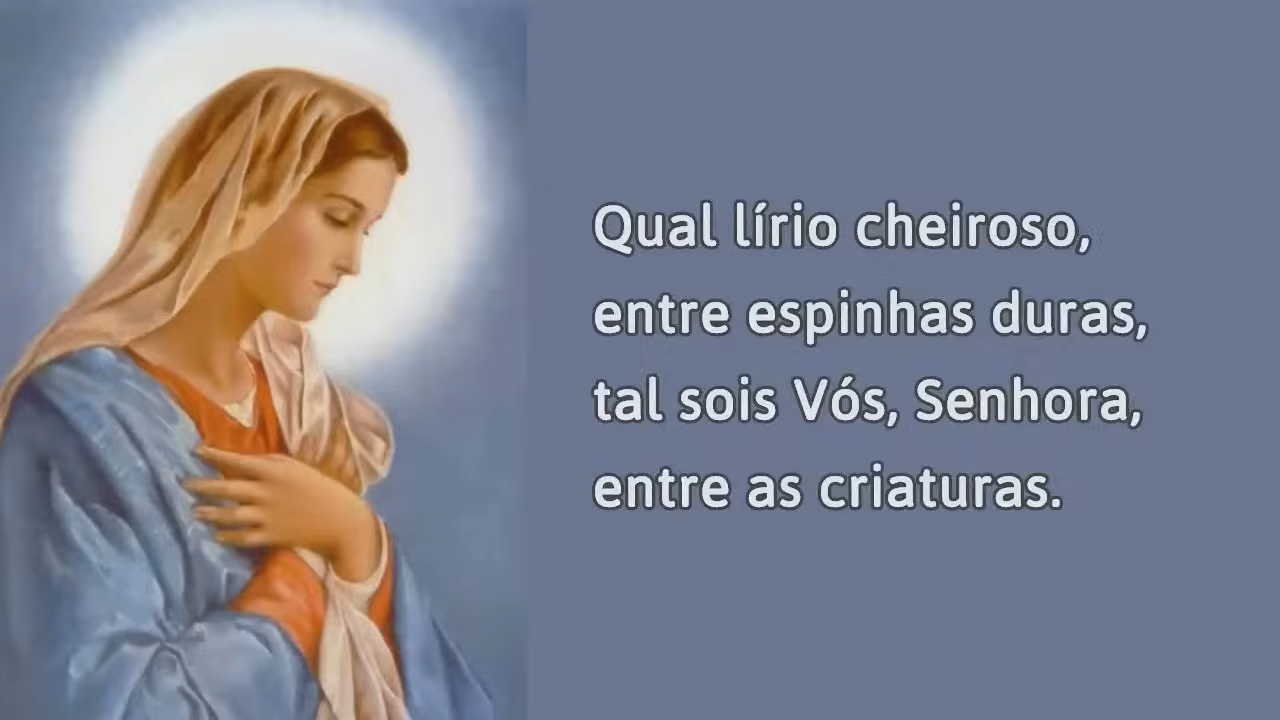 Qual lírio cheiroso,
entre espinhas duras,
tal sois Vós, Senhora,
entre as criaturas.